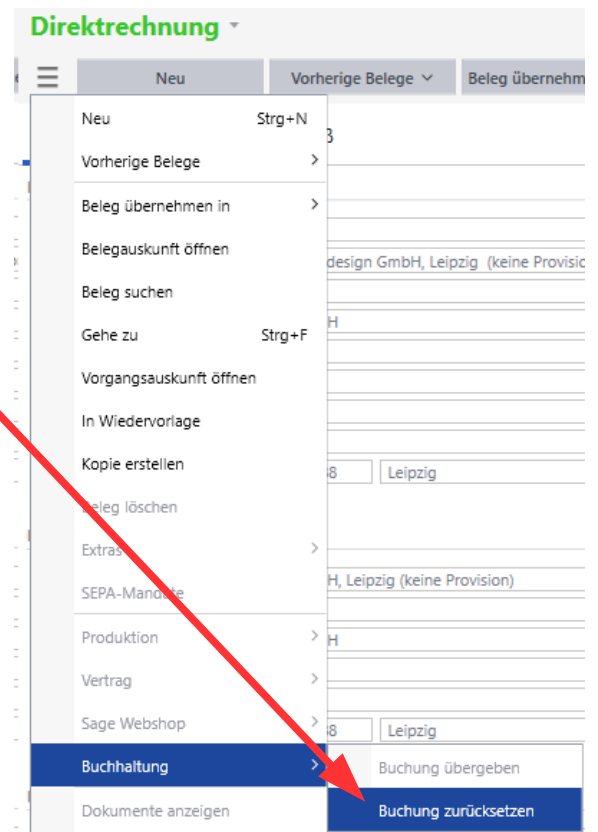 Direktrechnung
Neu Vorherige Belege Beleg übernehm
Neu Strg+N
Vorherige Belege
Beleg übernehmen in
Belegauskunft öffnen
design GmbH, Leipzig (keine Provisio
Beleg suchen
Gehe zu Strg+F
H
Vorgangsauskunft öffnen
In Wiedervorlage
Kopie erstellen
Leipzig
Beleg löschen
Extras
H, Leipzig (keine Provision)
SEPA-Mandate
Produktion
H
Vertrag
Sage Webshop
Leipzig
Buchhaltung
Buchung übergeben
Dokumente anzeigen
Buchung zurücksetzen